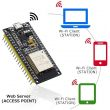 Wi-Fi Client
(STATION)
Wi-Fi Client
(STATION)
Wi-Fi Client
(STATION)
Web Server
(ACCESS POINT)